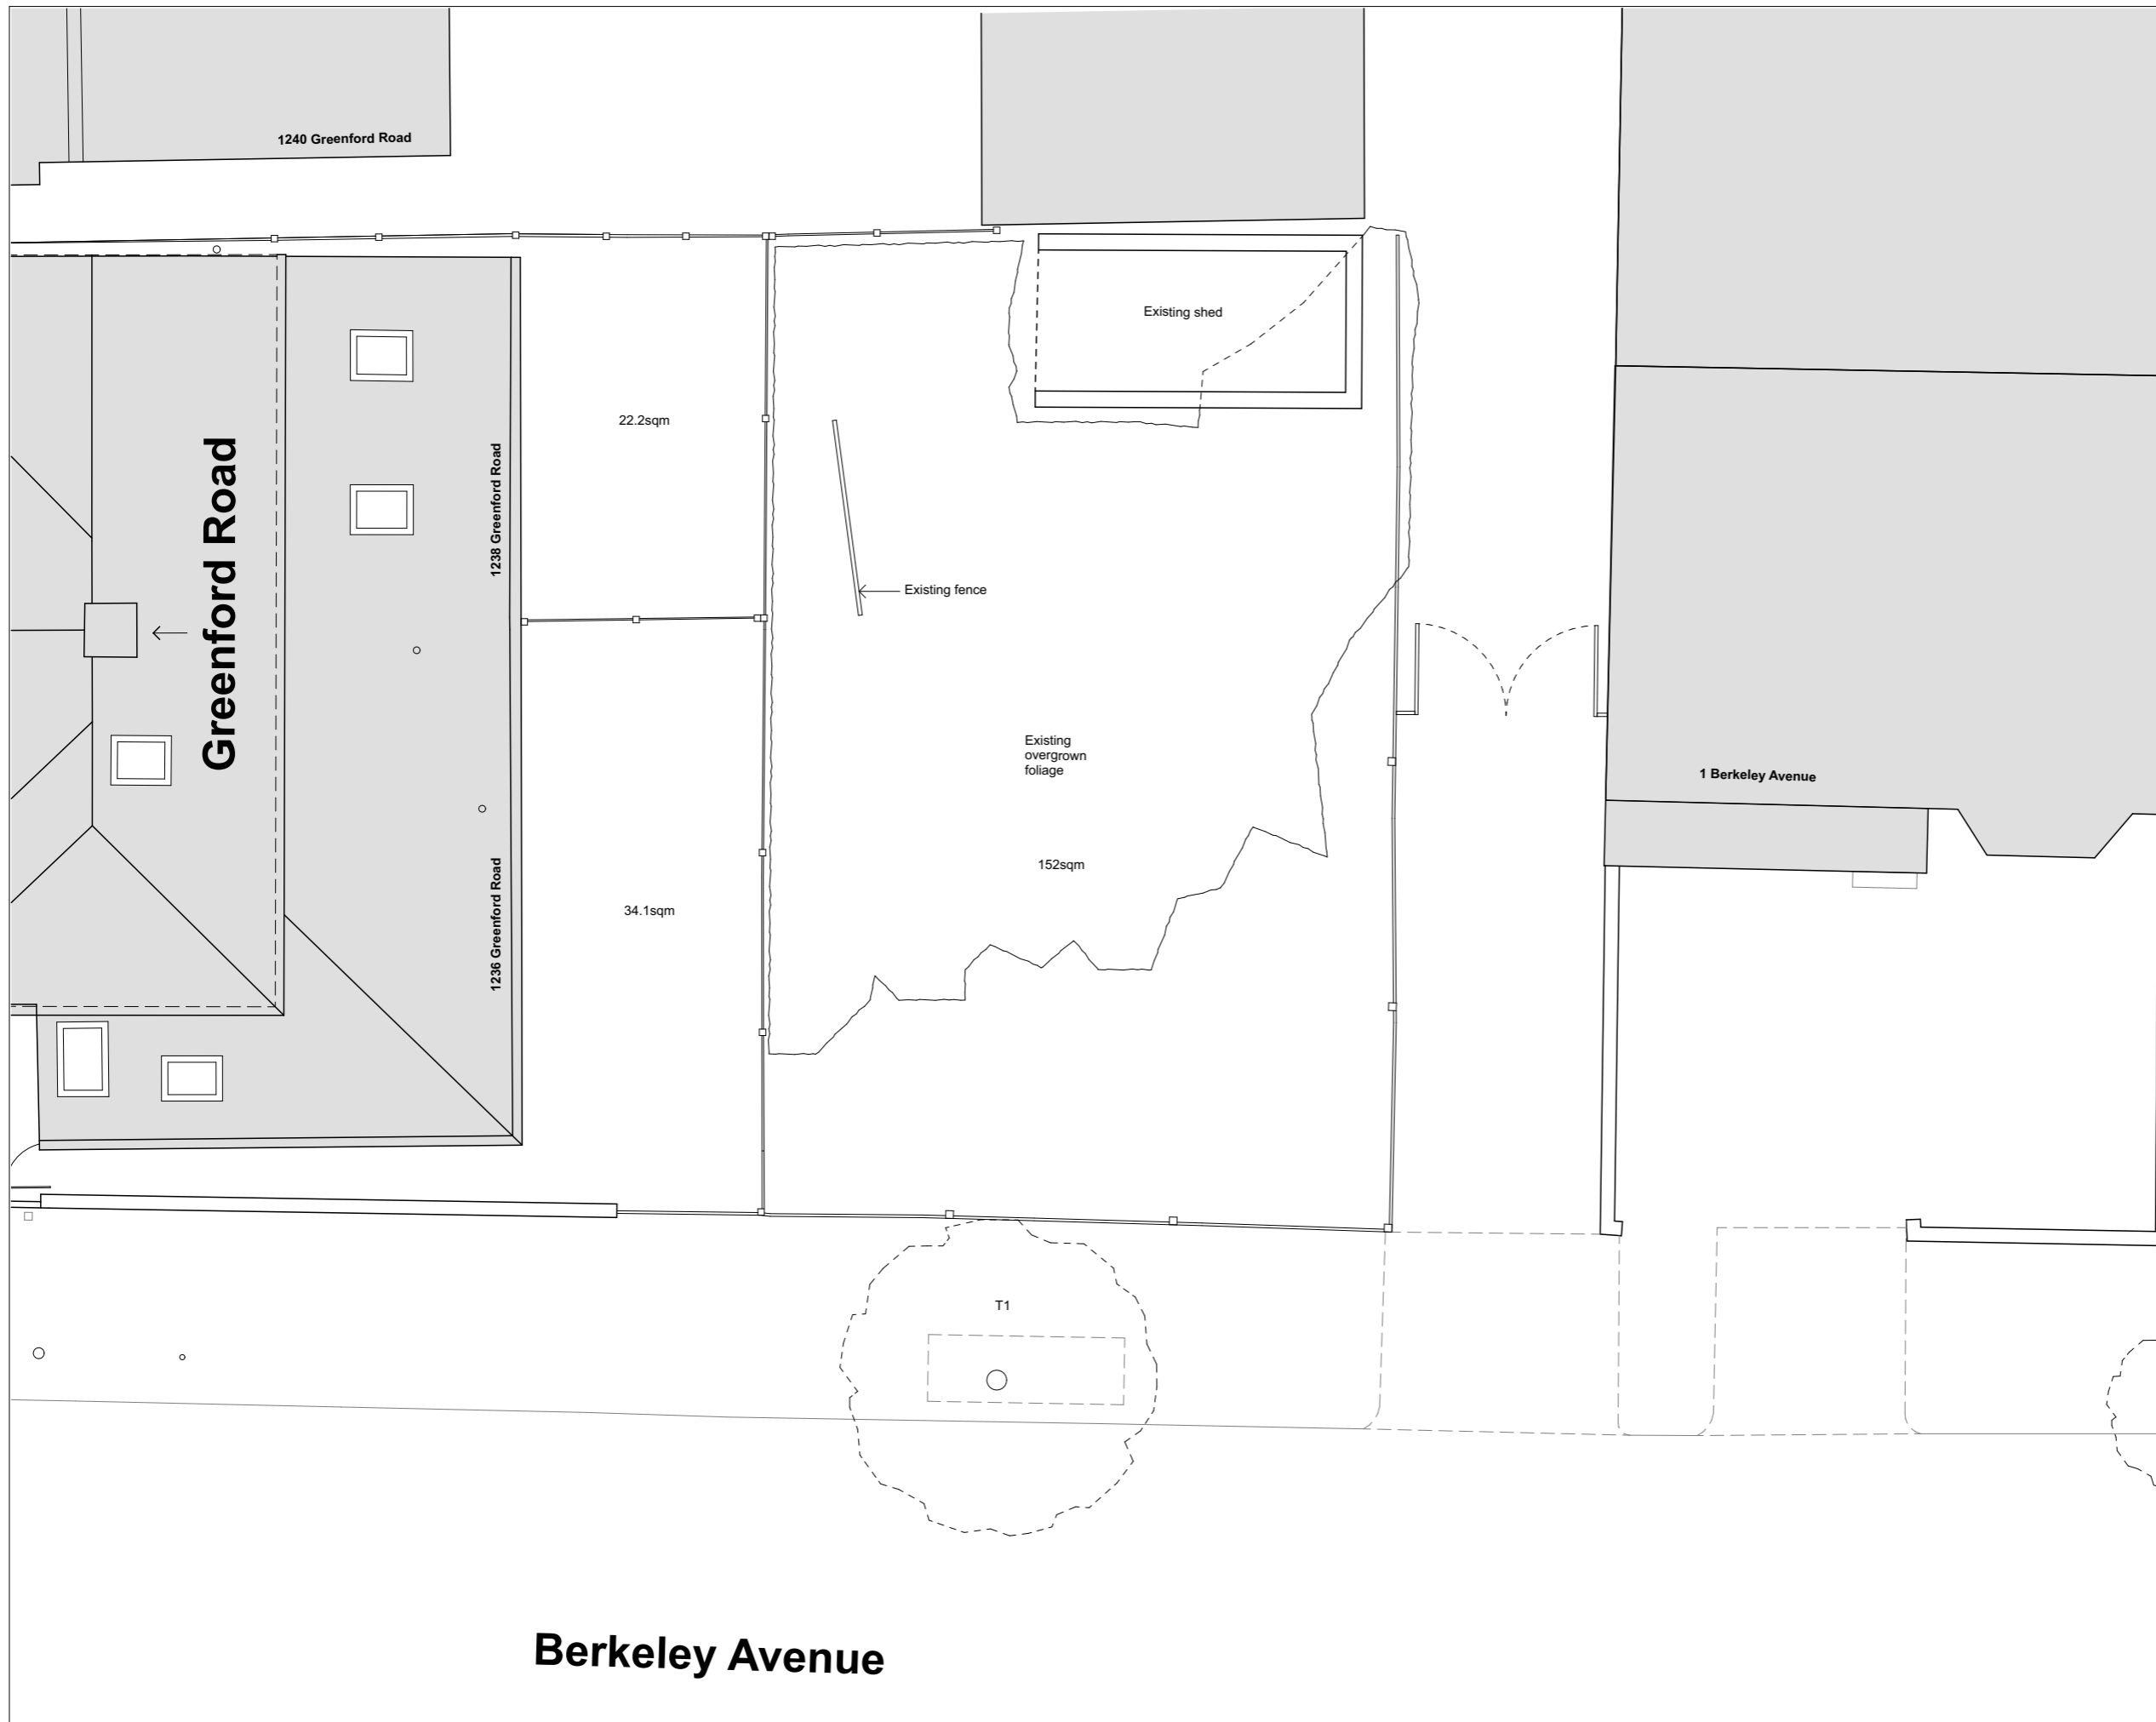 1240 Greenford Road
Existing shed
22.2sqm
Greenford Road
1238 Greenford Road
Existing fence
Existing
overgrown
foliage
1 Berkeley Avenue
152sqm
1236 Greenford Road
34.1sqm
T1
Berkeley Avenue